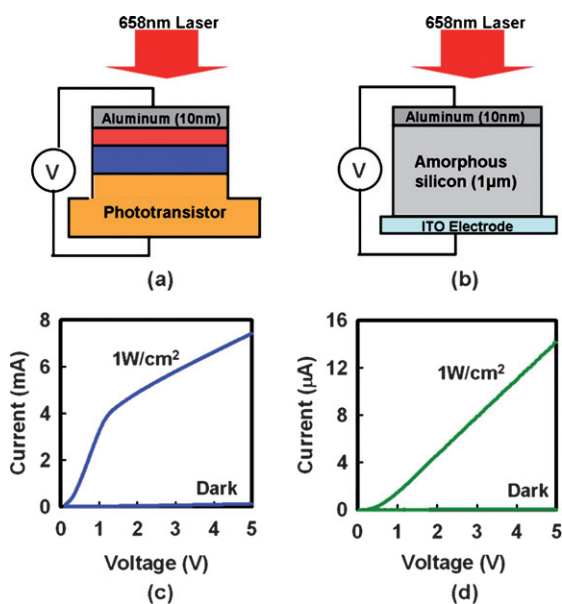 658nm Laser
Aluminum (10nm)
V
Phototransistor
(a)
658nm Laser
Aluminum (10nm)
V
Amorphous
silicon (1μm)
ITO Electrode
(b)
Current (mA)
8
6
4
2
0
1W/cm²
Dark
0 1 2 3 4 5
Voltage (V)
(c)
Current (μA)
16
12
8
4
0
1W/cm²
Dark
0 1 2 3 4 5
Voltage (V)
(d)